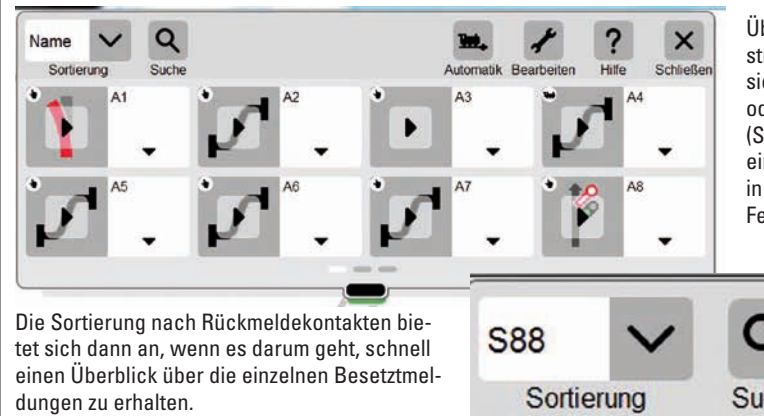 Name
Sortierung Suche Automatik Bearbeiten Hilfe Schließen
A1 A2 A3 A4
A5 A6 A7 A8
Die Sortierung nach Rückmeldekontakten bie-
tet sich dann an, wenn es darum geht, schnell
einen Überblick über die einzelnen Besetztmel-
dungen zu erhalten.
S88
Sortierung